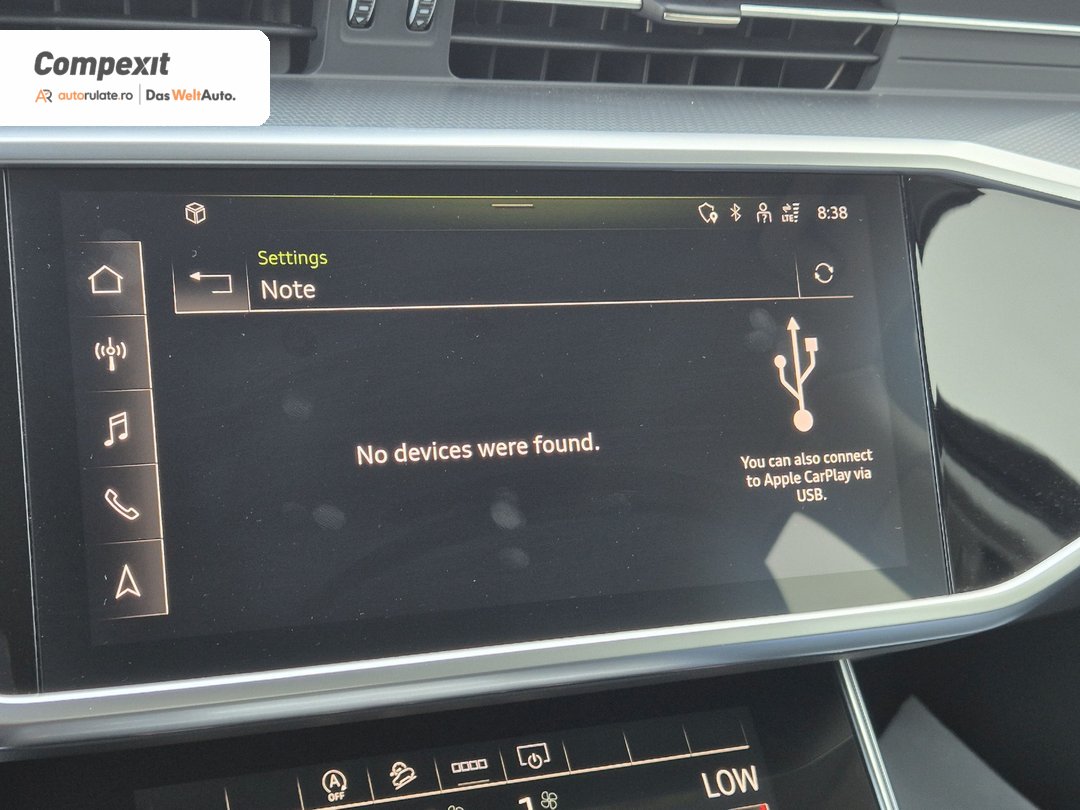 Compexit
autorulate.ro
Das WeltAuto.
LTE
8:38
Settings
Note
No devices were found.
You can also connect
to Apple CarPlay via
USB.
A
OFF
LOW